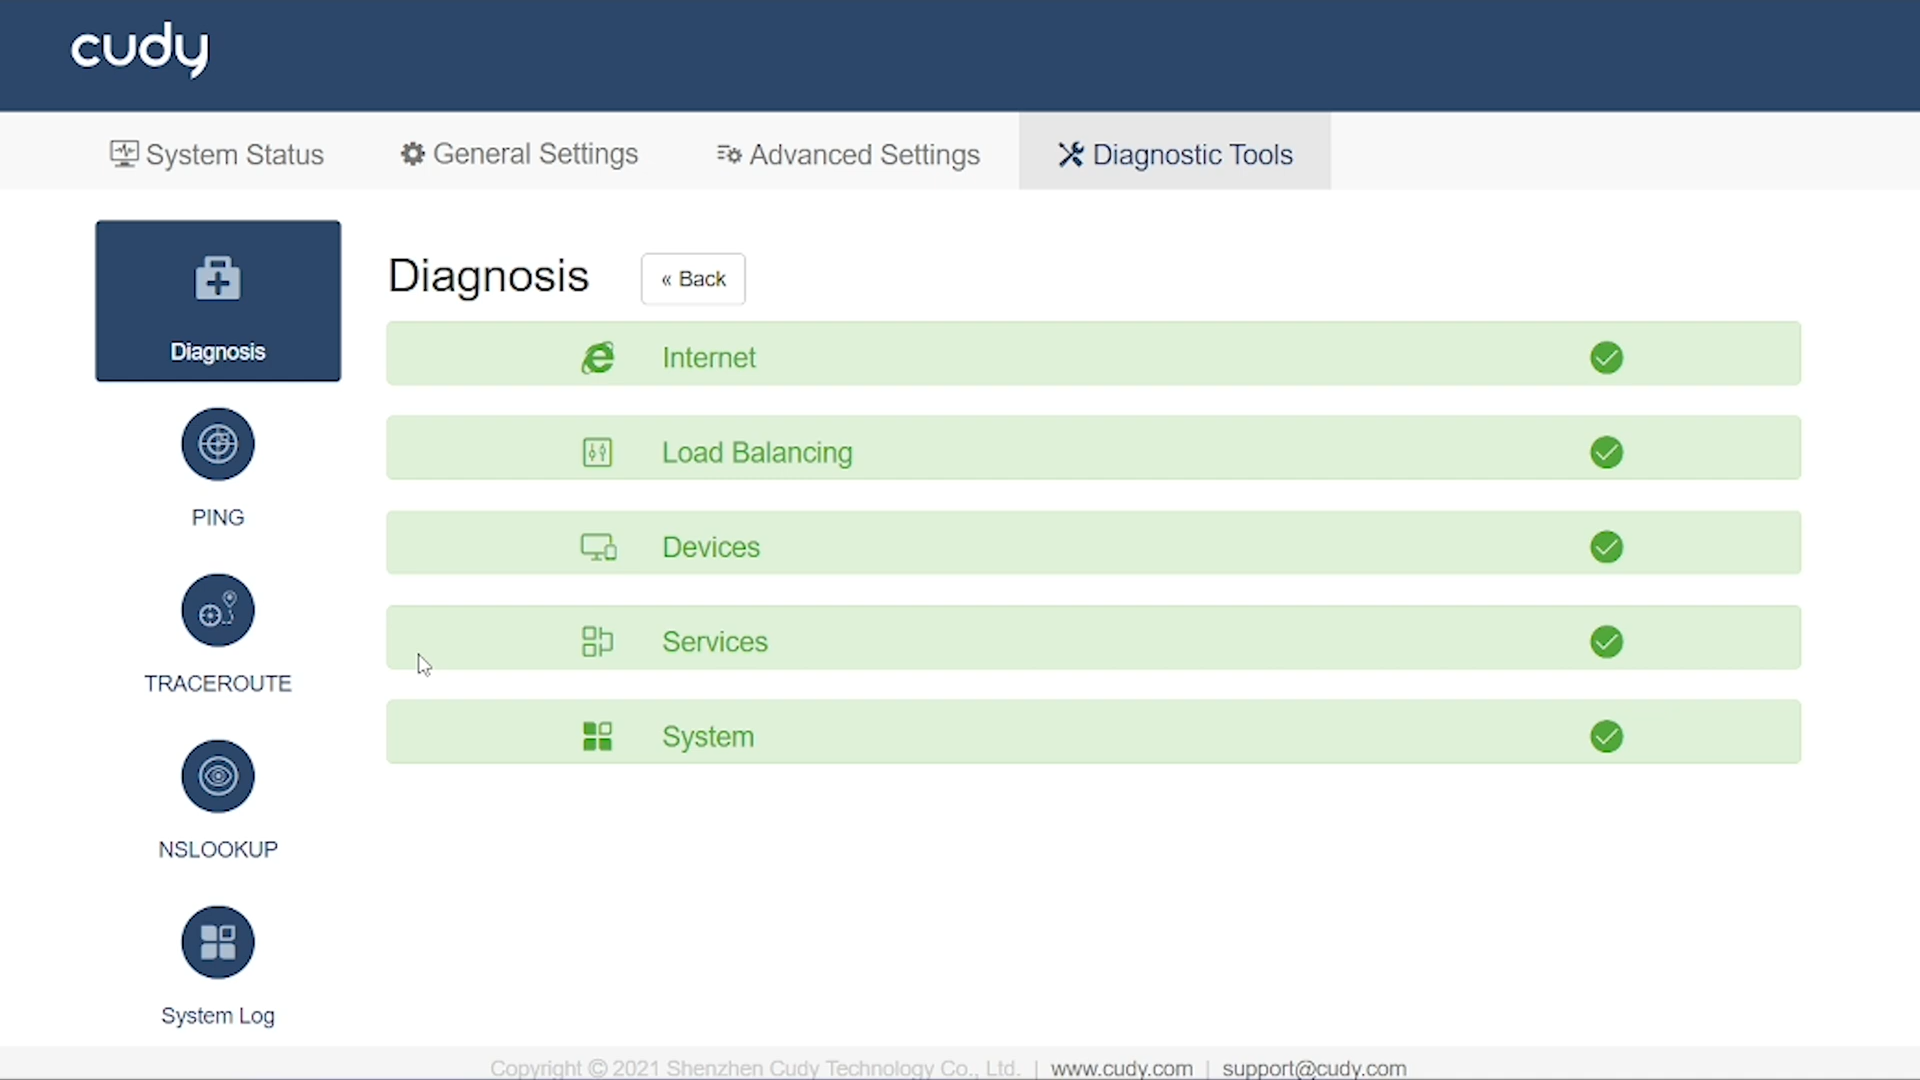 cudy
System Status General Settings Advanced Settings Diagnostic Tools
Diagnosis
PING
TRACEROUTE
NSLOOKUP
System Log
Diagnosis « Back
Internet
Load Balancing
Devices
Services
System
Copyright © 2021 Shenzhen Cudy Technology Co., Ltd. | www.cudy.com | support@cudy.com